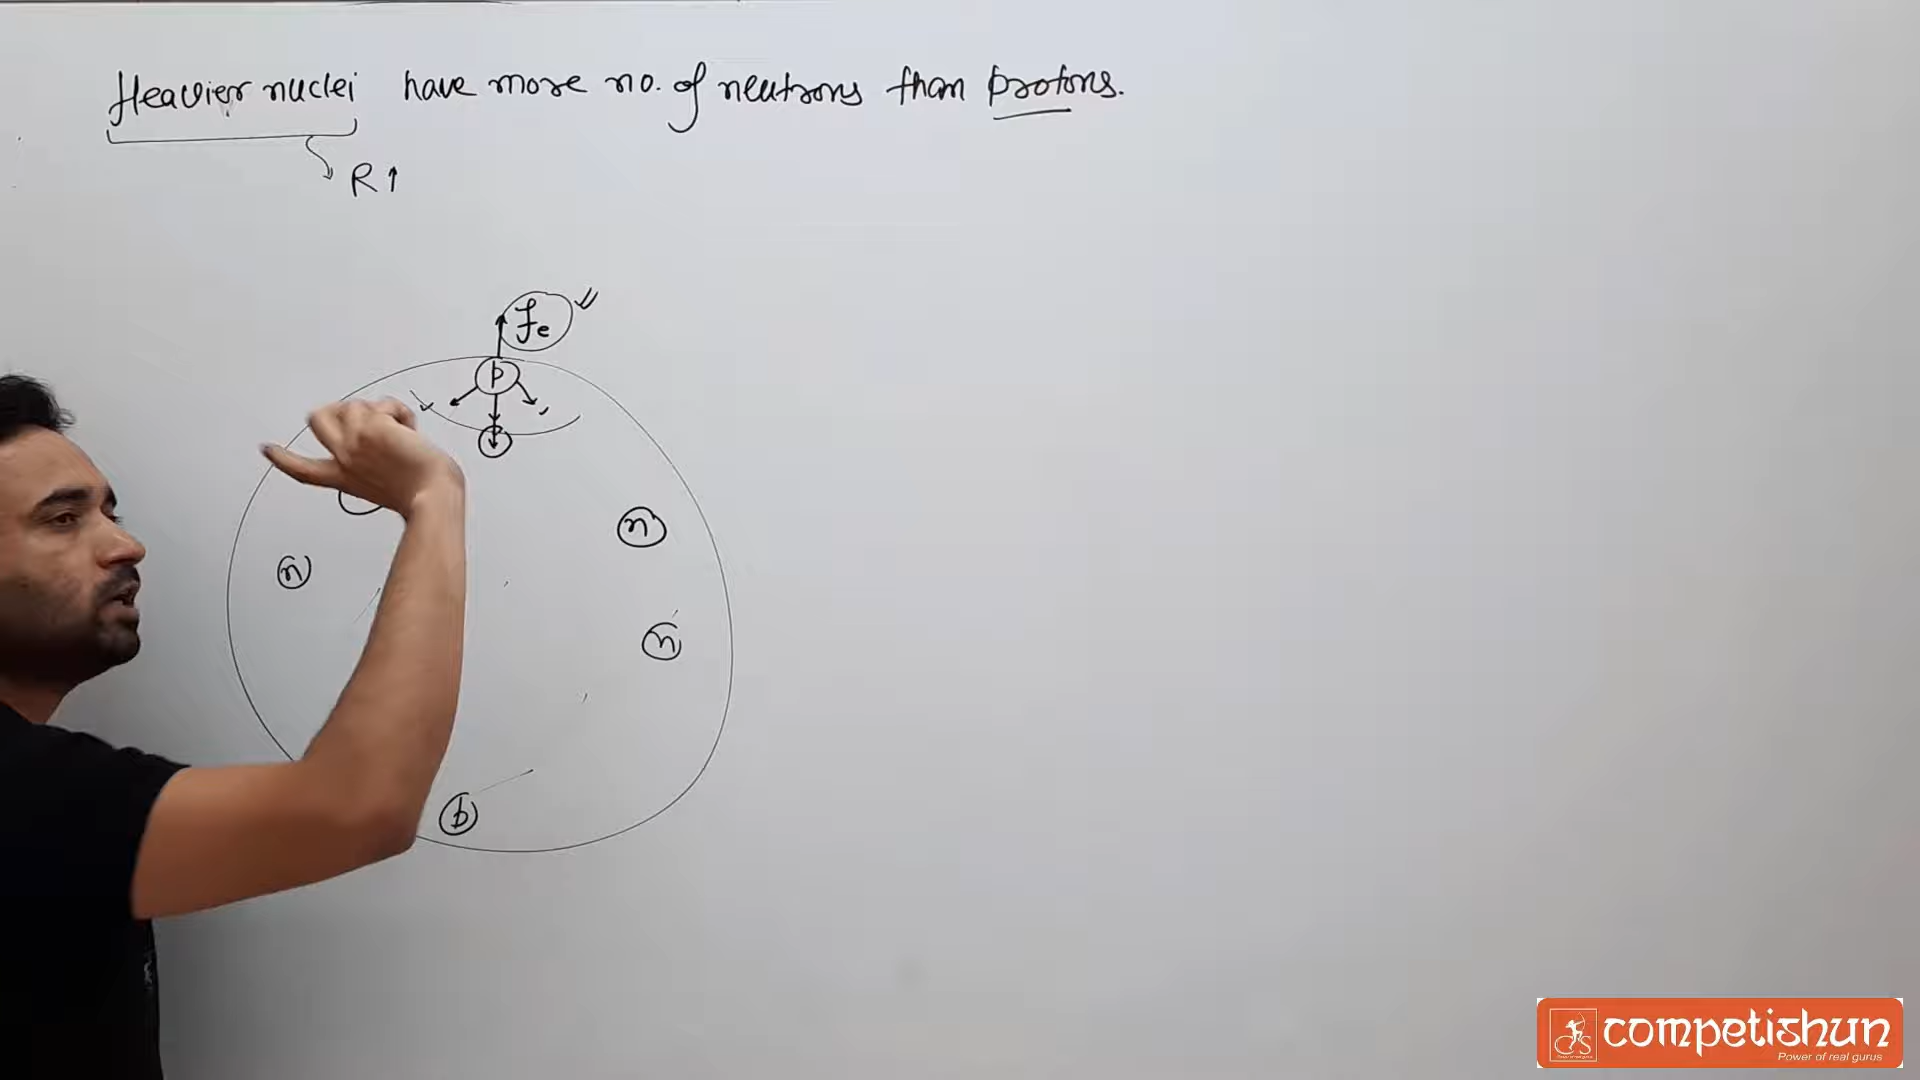 Heavier nuclei have more no. of neutrons than protons.
R↑
fe
p
n
n
n
p
competishun
Power of real gurus